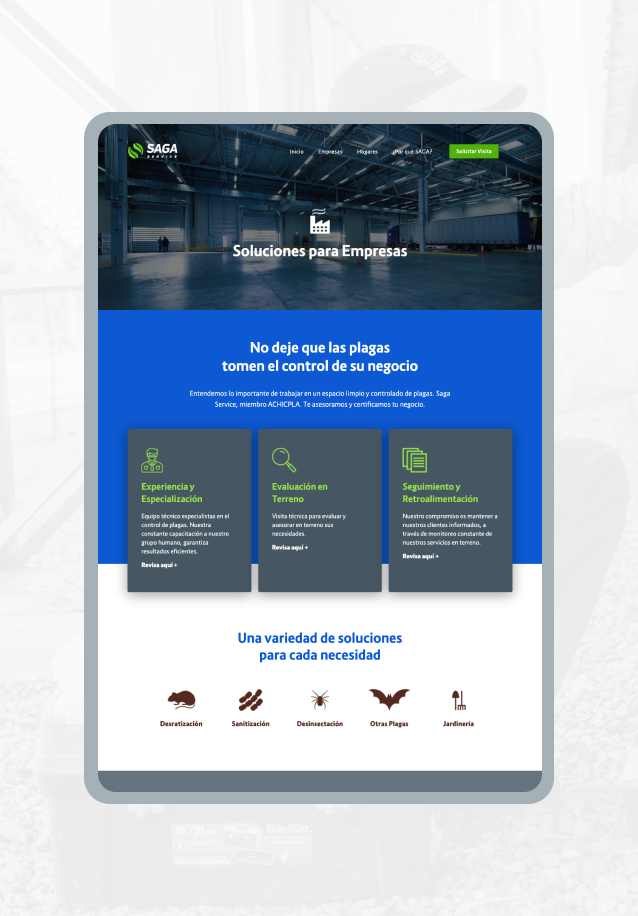 SAGA
SERVICE
Inicio
Empresas
Hogares
¿Por qué SAGA?
Solicitar Visita
Soluciones para Empresas
No deje que las plagas
tomen el control de su negocio
Entendemos lo importante de trabajar en un espacio limpio y controlado de plagas. Saga
Service, miembro ACHICPLA. Te asesoramos y certificamos tu negocio.
Experiencia y
Especialización
Equipo técnico especialistas en el
control de plagas. Nuestra
constante capacitación a nuestro
grupo humano, garantiza
resultados eficientes.
Revisa aquí +
Evaluación en
Terreno
Visita técnica para evaluar y
asesorar en terreno sus
necesidades.
Revisa aquí +
Seguimiento y
Retroalimentación
Nuestro compromiso es mantener a
nuestros clientes informados, a
través de monitoreo constante de
nuestros servicios en terreno.
Revisa aquí +
Una variedad de soluciones
para cada necesidad
Desratización
Sanitización
Desinsectación
Otras Plagas
Jardinería
BAUKER